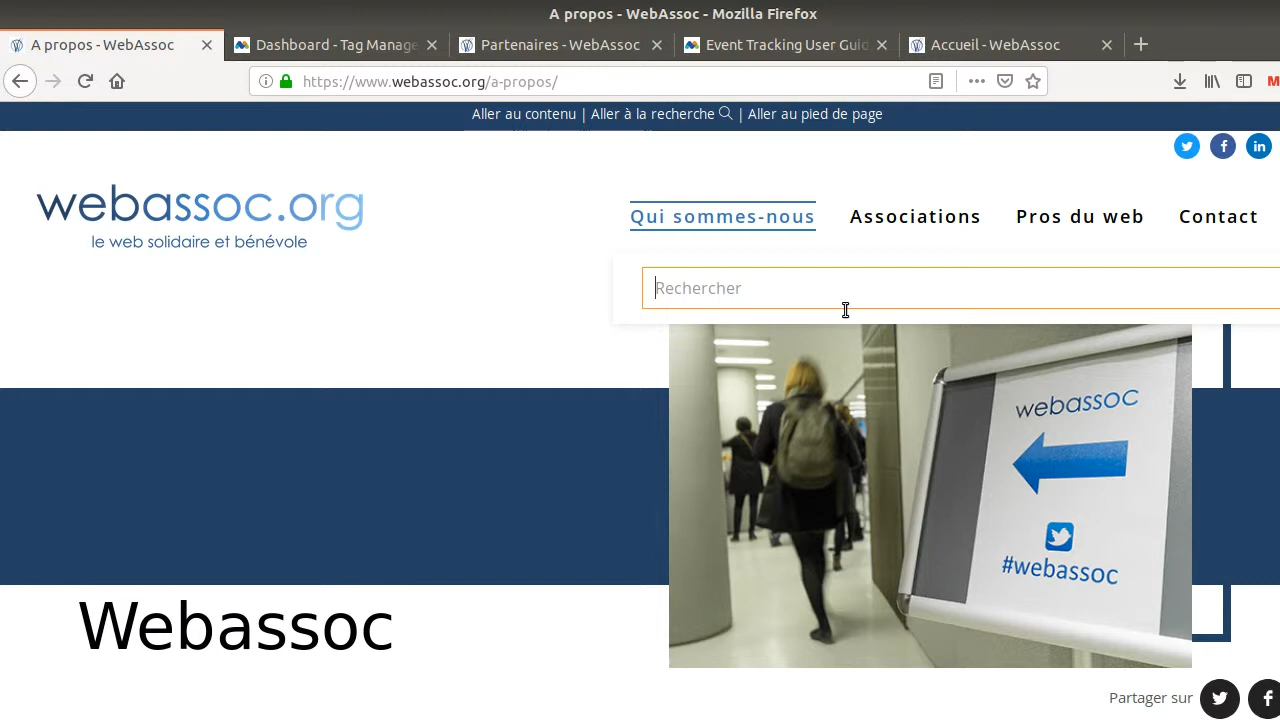 A propos - WebAssoc - Mozilla Firefox
A propos - WebAssoc
Dashboard - Tag Manage
Partenaires - WebAssoc
Event Tracking User Guid
Accueil - WebAssoc
https://www.webassoc.org/a-propos/
Aller au contenu | Aller à la recherche | Aller au pied de page
webassoc.org
le web solidaire et bénévole
Qui sommes-nous
Associations
Pros du web
Contact
Rechercher
webassoc
#webassoc
Webassoc
Partager sur